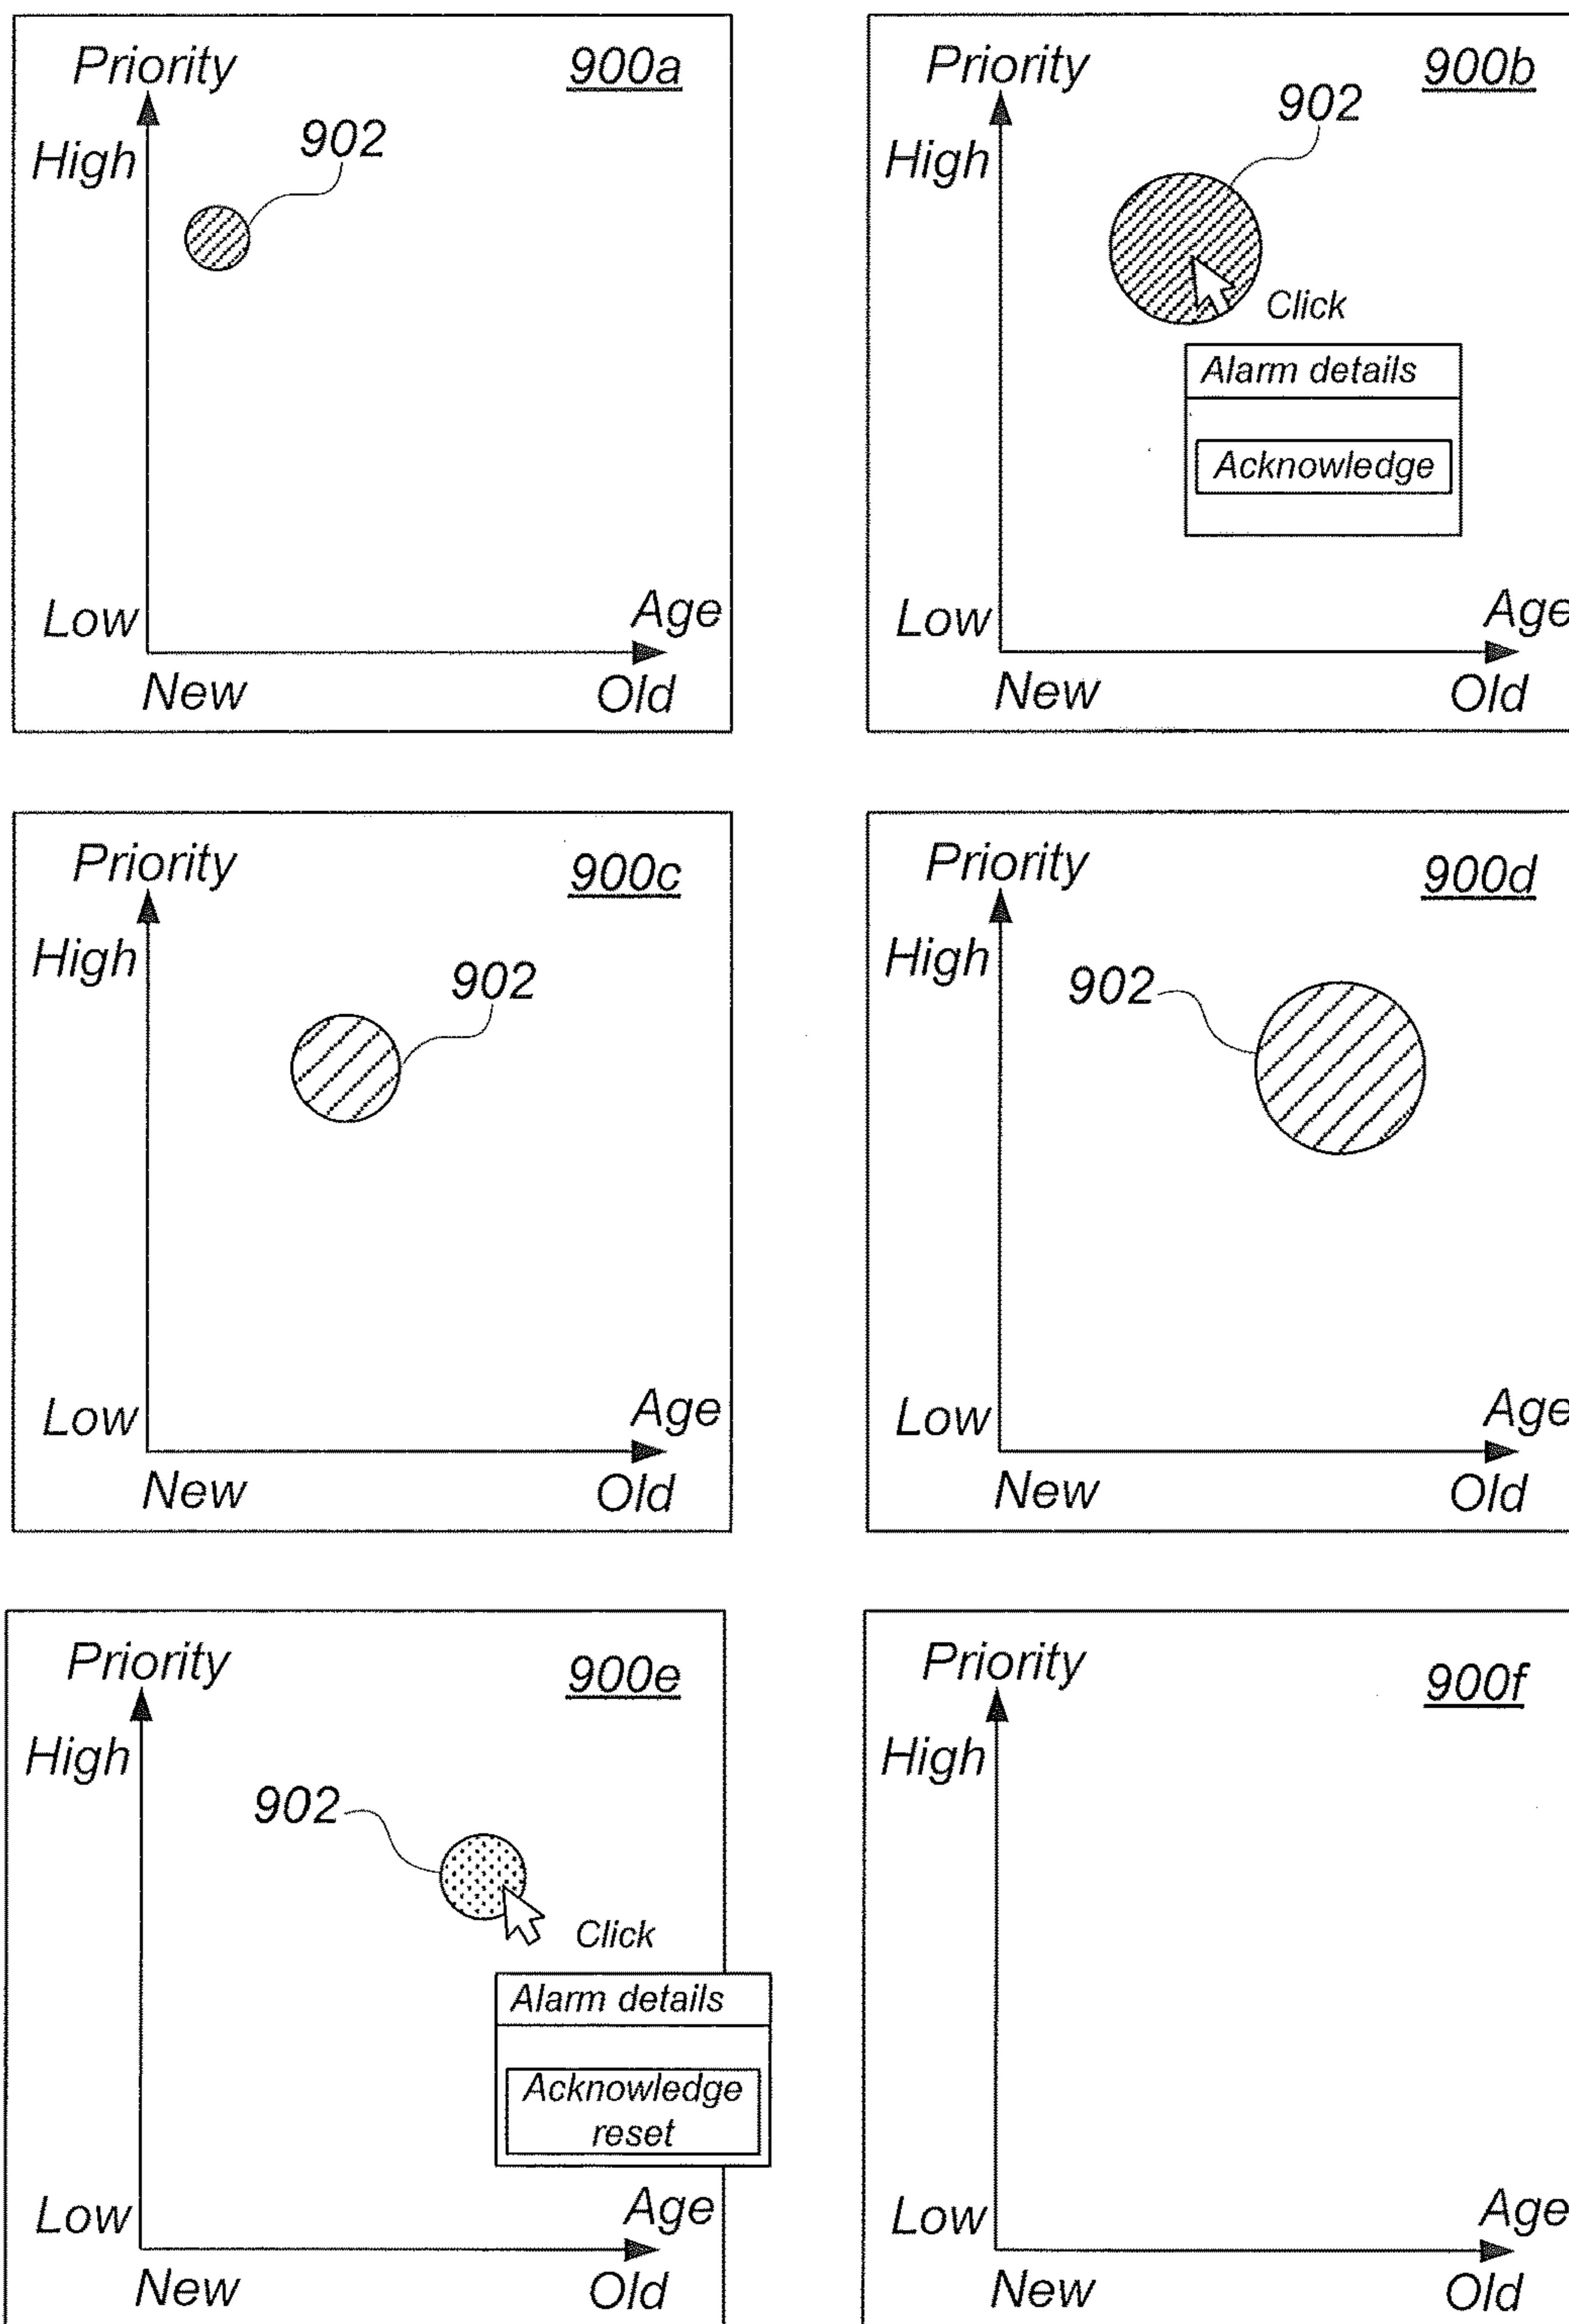 Priority
900a
902
High
Low
Age
New
Old
Priority
900b
902
High
Click
Alarm details
Acknowledge
Low
Age
New
Old
Priority
900c
High
902
Low
Age
New
Old
Priority
900d
High
902
Low
Age
New
Old
Priority
900e
High
902
Click
Alarm details
Acknowledge
reset
Low
Age
New
Old
Priority
900f
High
Low
Age
New
Old